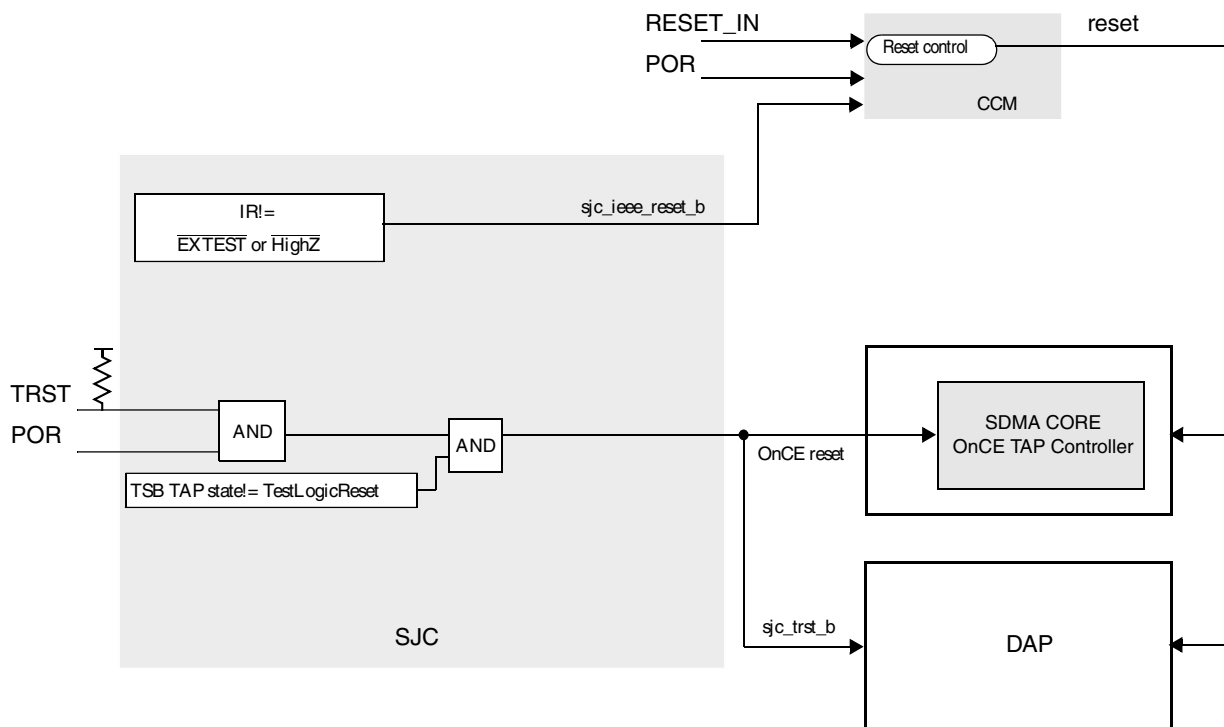 RESET_IN
reset
Reset control
POR
CCM
IR!=
sjc_ieee_reset_b
EXTEST or HighZ
TRST
POR
AND
AND
SDMA CORE
OnCE TAP Controller
OnCE reset
TSB TAP state!= TestLogicReset
SJC
sjc_trst_b
DAP